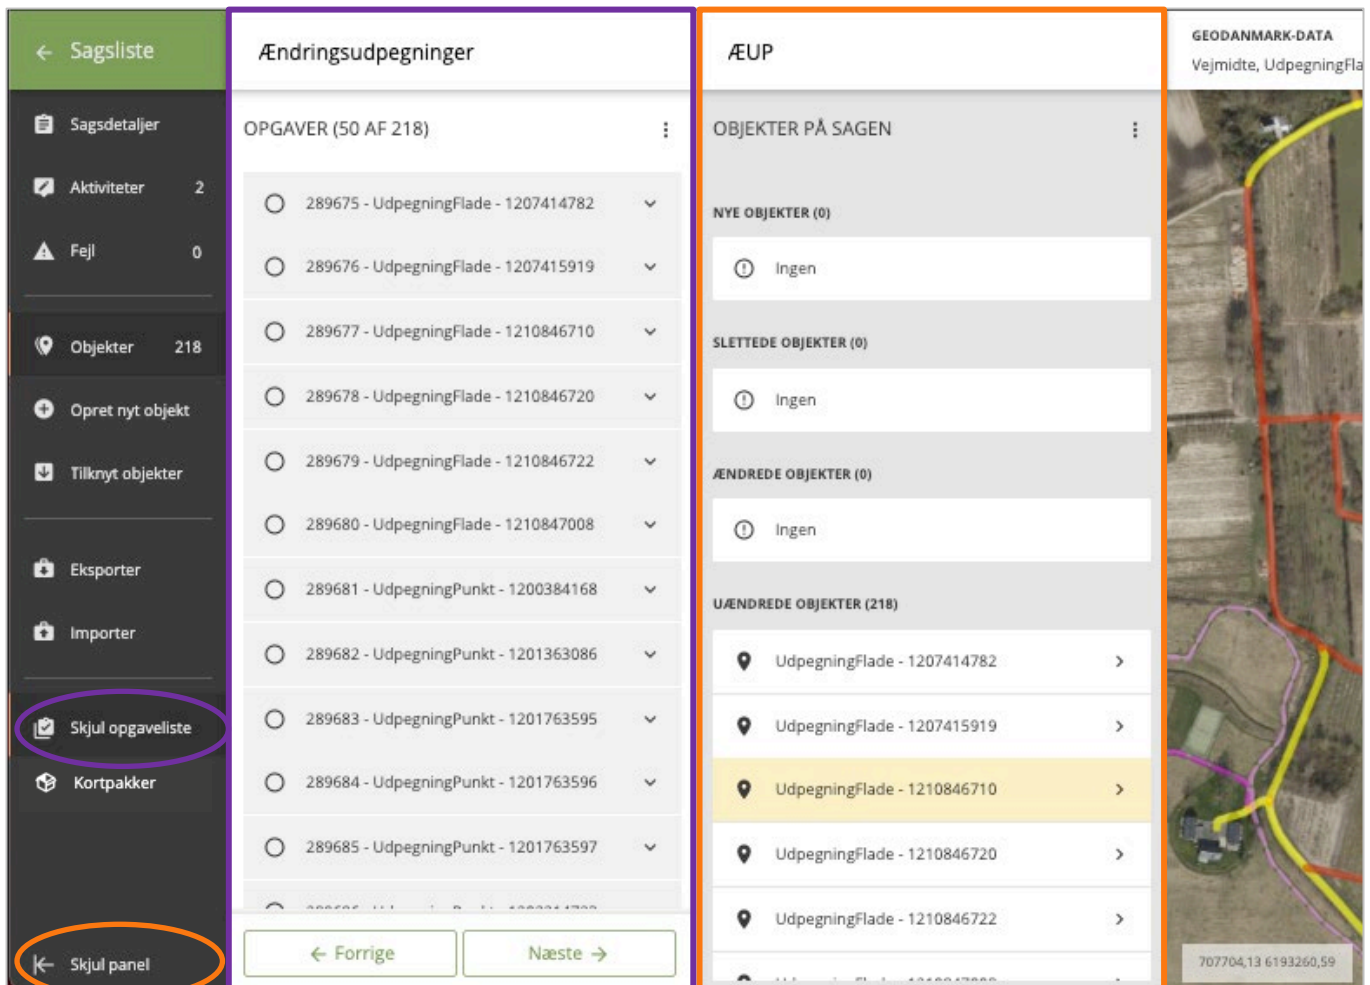 Sagsliste
Sagsdetaljer
Aktiviteter 2
Fejl 0
Objekter 218
Opret nyt objekt
Tilknyt objekter
Eksporter
Importer
Skjul opgaveliste
Kortpakker
Skjul panel
Ændringsudpegninger
OPGAVER (50 AF 218)
289675 - UdpegningFlade - 1207414782
289676 - UdpegningFlade - 1207415919
289677 - UdpegningFlade - 1210846710
289678 - UdpegningFlade - 1210846720
289679 - UdpegningFlade - 1210846722
289680 - UdpegningFlade - 1210847008
289681 - UdpegningPunkt - 1200384168
289682 - UdpegningPunkt - 1201363086
289683 - UdpegningPunkt - 1201763595
289684 - UdpegningPunkt - 1201763596
289685 - UdpegningPunkt - 1201763597
← Forrige
Næste →
ÆUP
OBJEKTER PÅ SAGEN
NYE OBJEKTER (0)
Ingen
SLETTEDE OBJEKTER (0)
Ingen
ÆNDREDE OBJEKTER (0)
Ingen
UÆNDREDE OBJEKTER (218)
UdpegningFlade - 1207414782
UdpegningFlade - 1207415919
UdpegningFlade - 1210846710
UdpegningFlade - 1210846720
UdpegningFlade - 1210846722
GEODANMARK-DATA
Vejmidte, UdpegningFla
707704,13 6193260,59